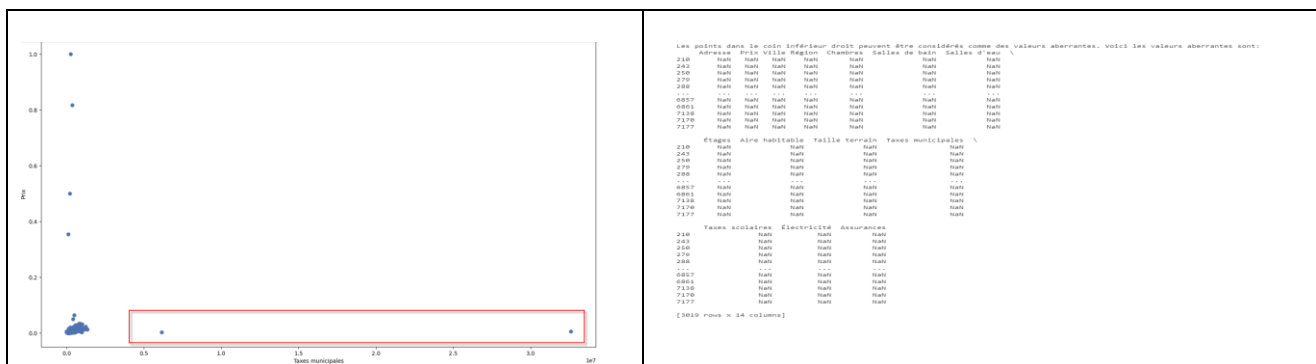 1.0
0.8
0.6
Prix
0.4
0.2
0.0
0.0 0.5 1.0 1.5 2.0 2.5 3.0
1e7
Taxes municipales
Les points dans le coin inférieur droit peuvent être considérés comme des valeurs aberrantes. Voici les valeurs aberrantes sont:
Adresse Prix Ville Région Chambres Salles de bain Salles d'eau \
210 NaN NaN NaN NaN NaN NaN NaN
243 NaN NaN NaN NaN NaN NaN NaN
250 NaN NaN NaN NaN NaN NaN NaN
279 NaN NaN NaN NaN NaN NaN NaN
288 NaN NaN NaN NaN NaN NaN NaN
... ... ... ... ... ... ... ...
6857 NaN NaN NaN NaN NaN NaN NaN
6861 NaN NaN NaN NaN NaN NaN NaN
7138 NaN NaN NaN NaN NaN NaN NaN
7170 NaN NaN NaN NaN NaN NaN NaN
7177 NaN NaN NaN NaN NaN NaN NaN
Étages Aire habitable Taille terrain Taxes municipales \
210 NaN NaN NaN NaN
243 NaN NaN NaN NaN
250 NaN NaN NaN NaN
279 NaN NaN NaN NaN
288 NaN NaN NaN NaN
... ... ... ... ...
6857 NaN NaN NaN NaN
6861 NaN NaN NaN NaN
7138 NaN NaN NaN NaN
7170 NaN NaN NaN NaN
7177 NaN NaN NaN NaN
Taxes scolaires Électricité Assurances
210 NaN NaN NaN
243 NaN NaN NaN
250 NaN NaN NaN
279 NaN NaN NaN
288 NaN NaN NaN
... ... ... ...
6857 NaN NaN NaN
6861 NaN NaN NaN
7138 NaN NaN NaN
7170 NaN NaN NaN
7177 NaN NaN NaN
[3019 rows x 14 columns]